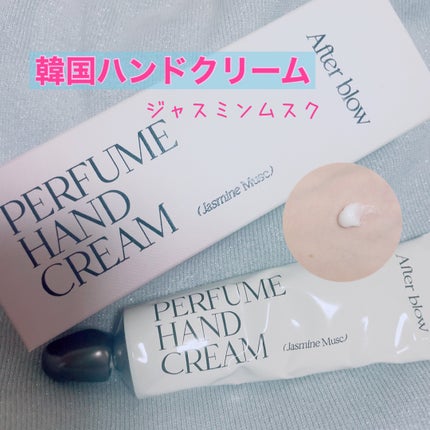 韓国ハンドクリーム
ジャスミンムスク
After blow
PERFUME
HAND
CREAM
(Jasmine Musc)
After blow
PERFUME
HAND
CREAM
(Jasmine Musc)